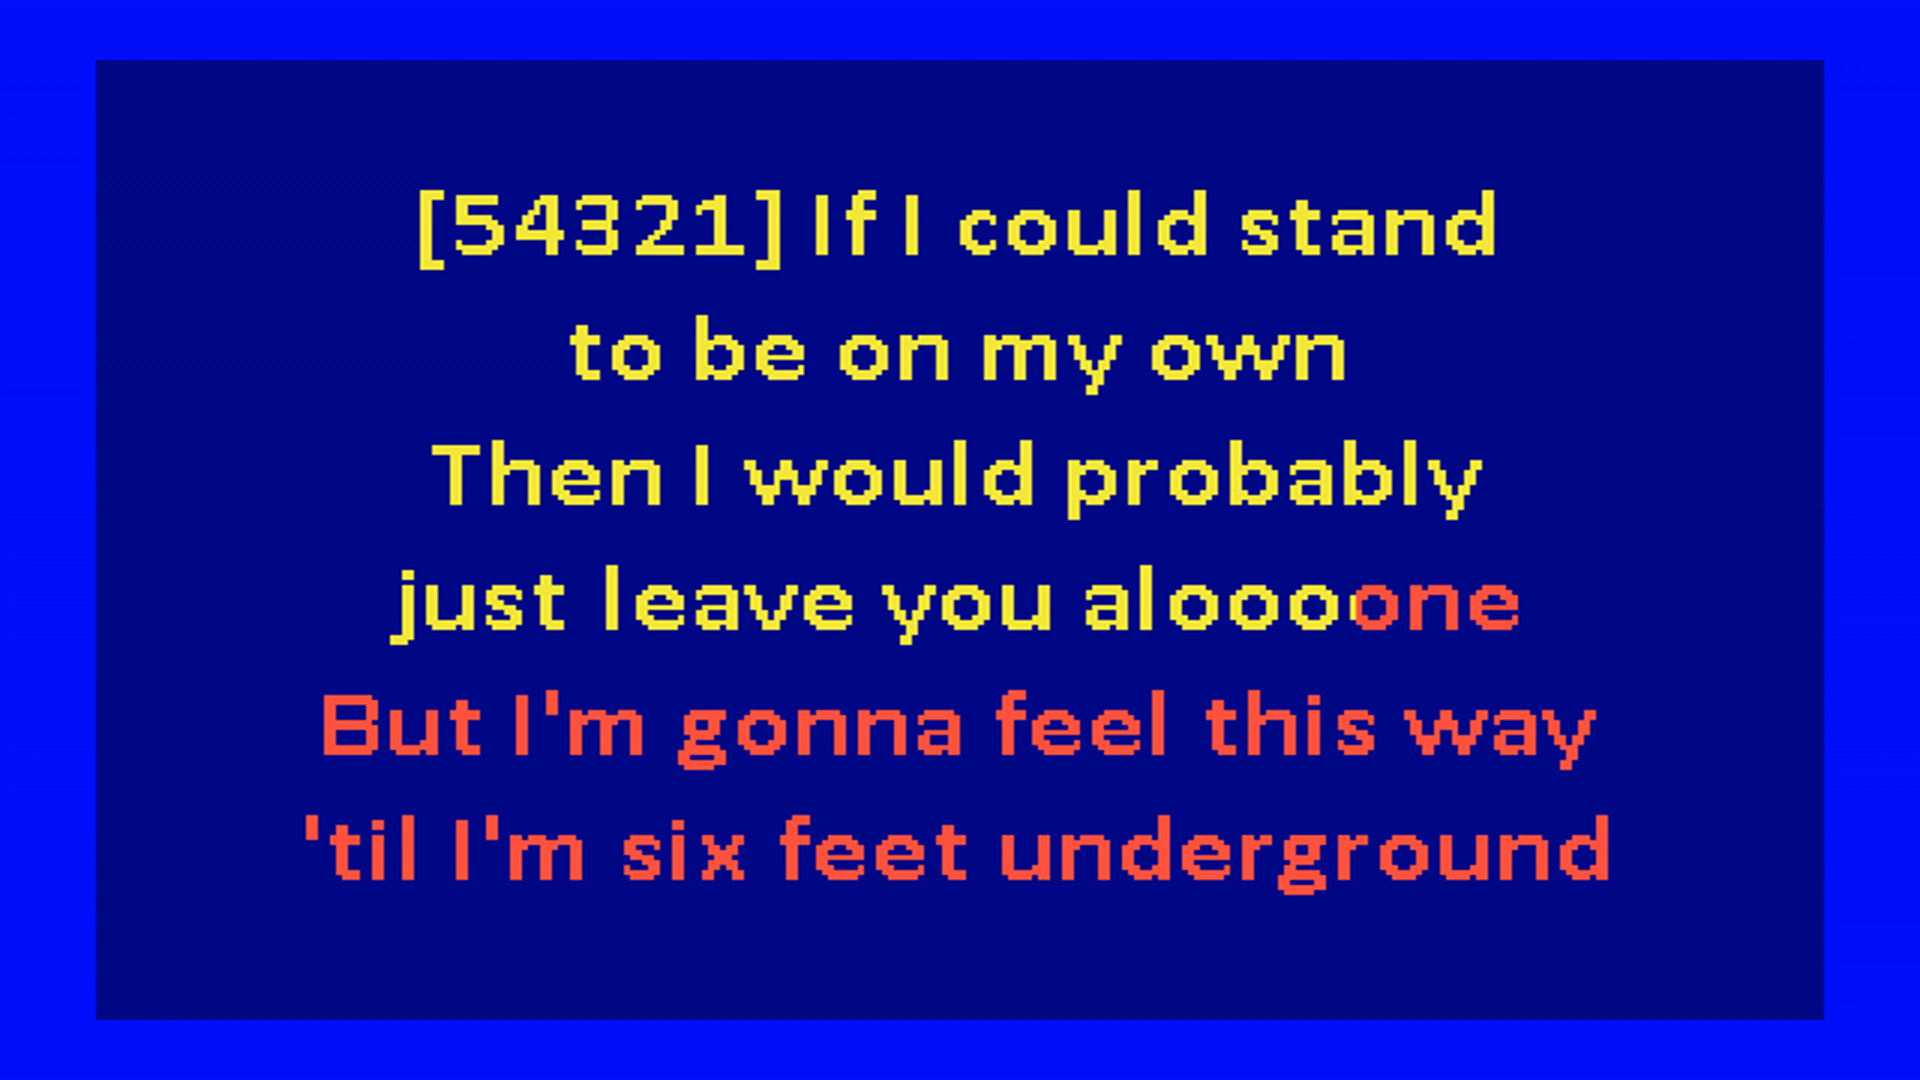 [54321] If I could stand
to be on my own
Then I would probably
just leave you aloooone
But I'm gonna feel this way
'til I'm six feet underground